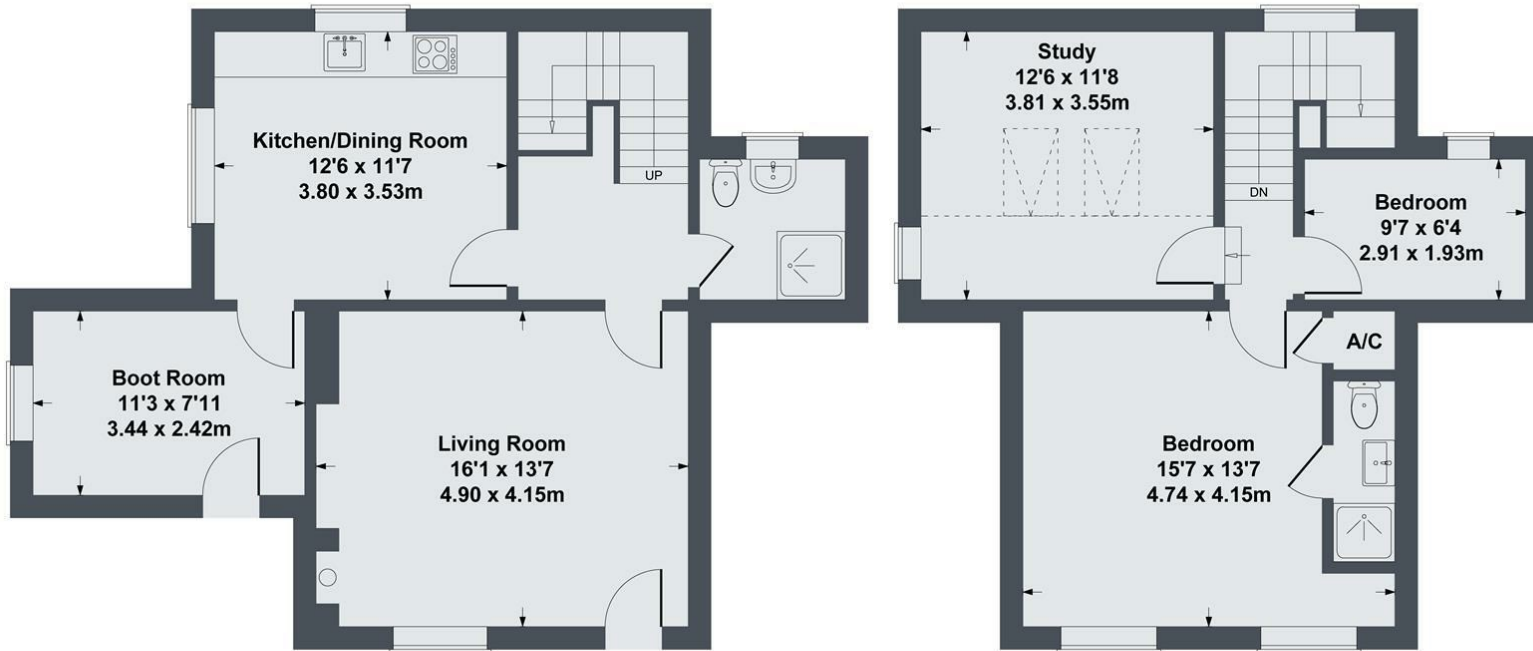 Kitchen/Dining Room
12'6 x 11'7
3.80 x 3.53m
UP
Boot Room
11'3 x 7'11
3.44 x 2.42m
Living Room
16'1 x 13'7
4.90 x 4.15m
Study
12'6 x 11'8
3.81 x 3.55m
DN
Bedroom
9'7 x 6'4
2.91 x 1.93m
A/C
Bedroom
15'7 x 13'7
4.74 x 4.15m